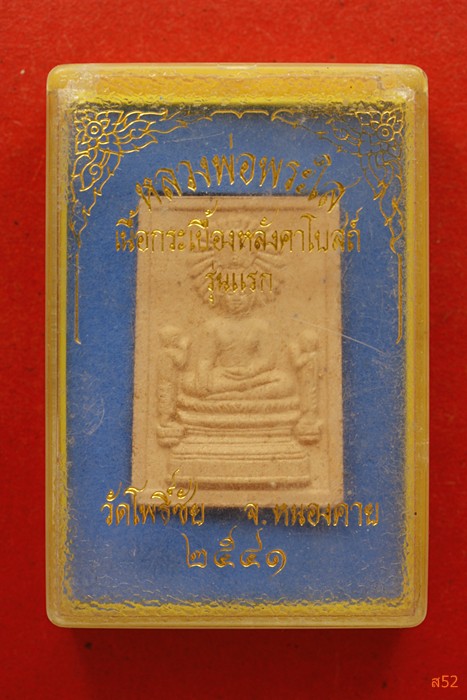 หลวงพ่อพระใส
เนื้อกระเบื้องหลังคาโบสถ์
รุ่นแรก
วัดโพธิ์ชัย จ.หนองคาย
๒๕๔๑
ส52